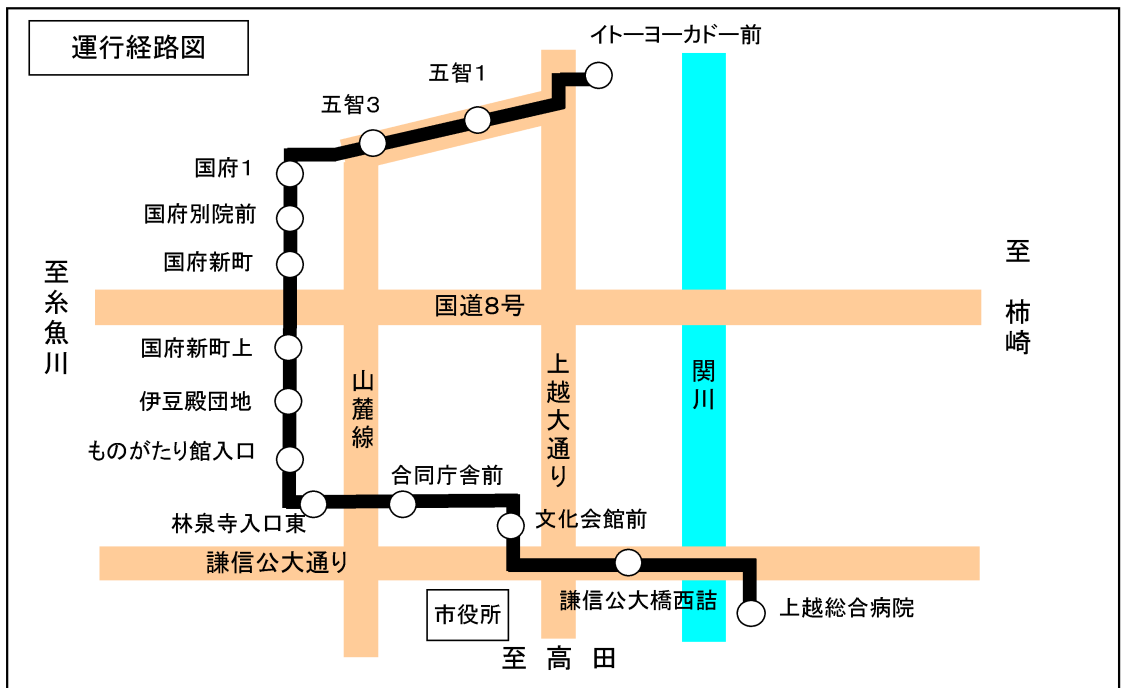 運行経路図
イトーヨーカドー前
五智1
五智3
国府1
国府別院前
国府新町
至糸魚川
至 柿崎
国道8号
国府新町上
伊豆殿団地
ものがたり館入口
山麓線
上越大通り
関川
合同庁舎前
林泉寺入口東
文化会館前
謙信公大通り
謙信公大橋西詰
市役所
上越総合病院
至 高 田